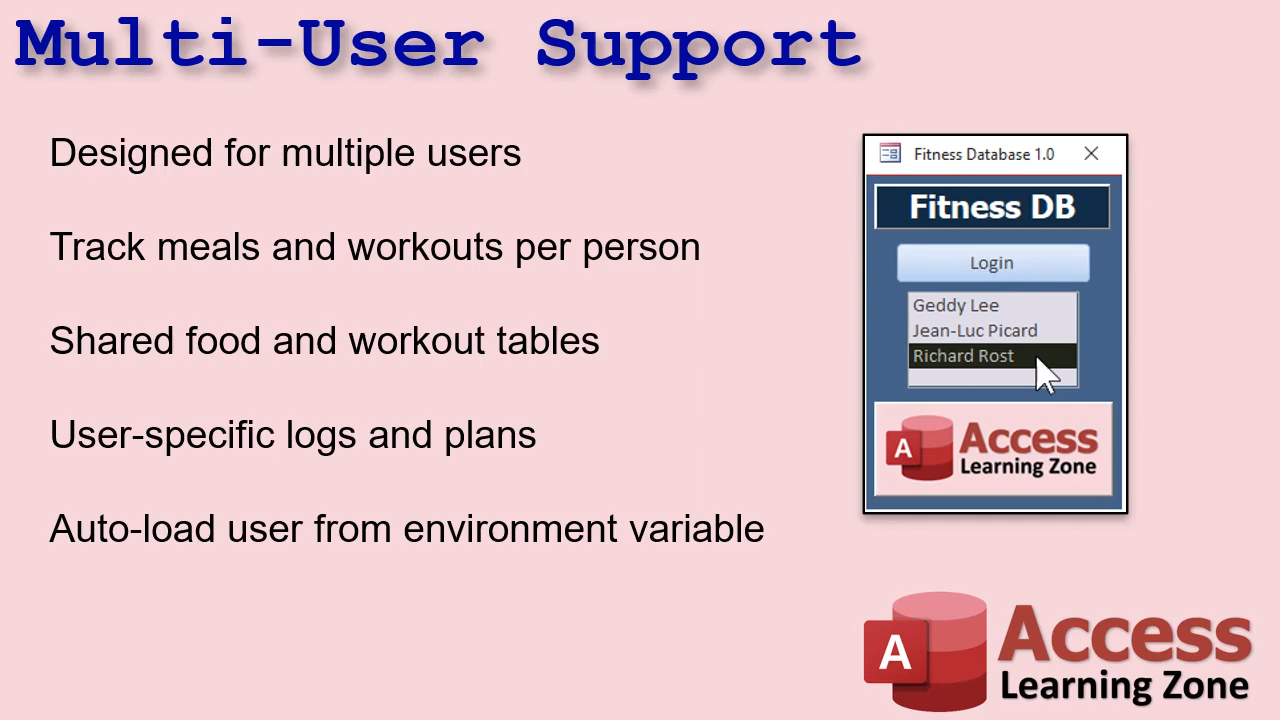 Multi-User Support
Designed for multiple users
Track meals and workouts per person
Shared food and workout tables
User-specific logs and plans
Auto-load user from environment variable
Fitness Database 1.0
Fitness DB
Login
Geddy Lee
Jean-Luc Picard
Richard Rost
A
Access
Learning Zone
A
Access
Learning Zone